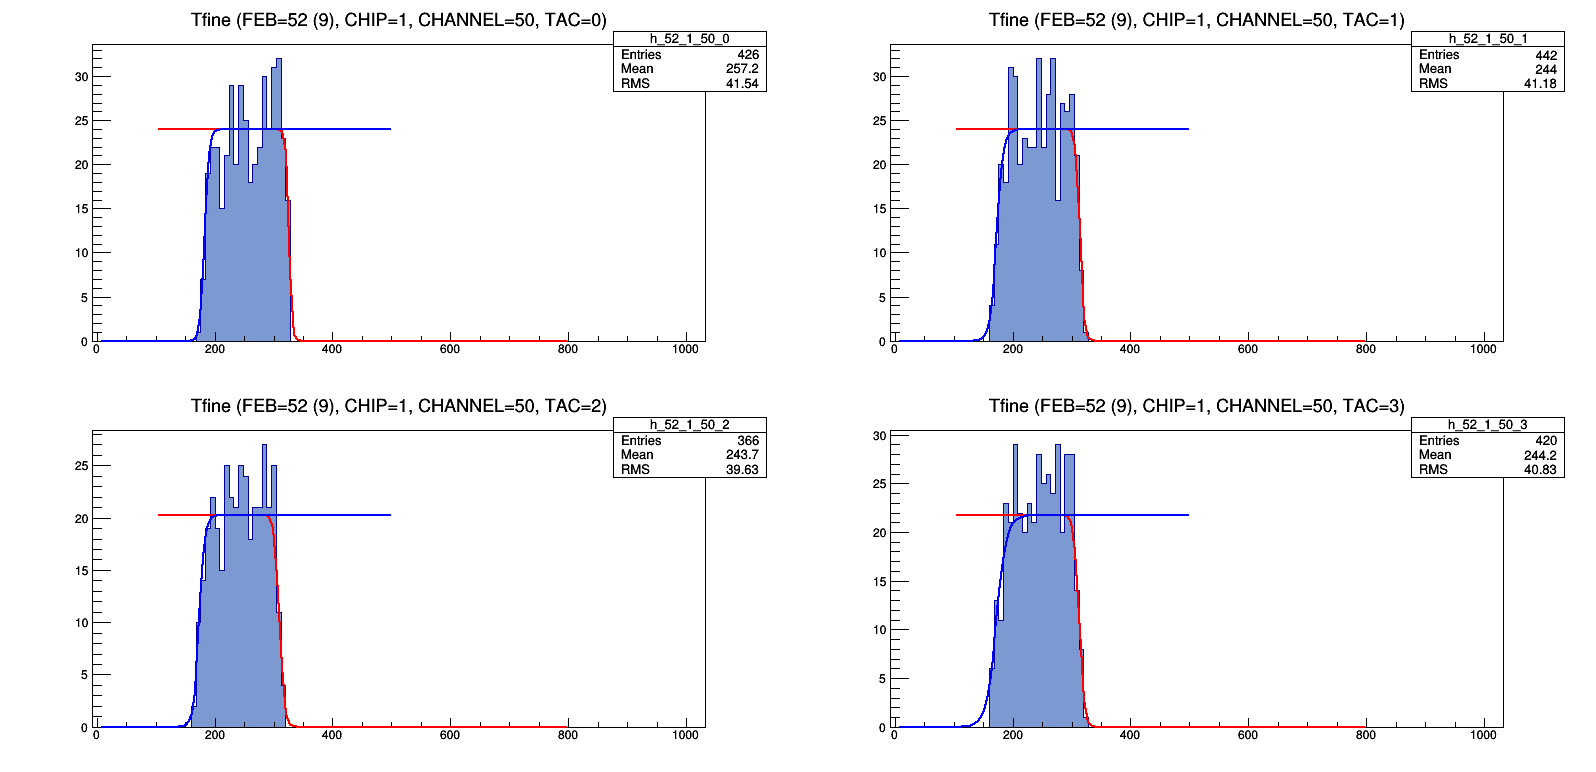 Tfine (FEB=52 (9), CHIP=1, CHANNEL=50, TAC=0)
h_52_1_50_0
Entries 426
Mean 257.2
RMS 41.54
30
25
20
15
10
5
0
0 200 400 600 800 1000
Tfine (FEB=52 (9), CHIP=1, CHANNEL=50, TAC=1)
h_52_1_50_1
Entries 442
Mean 244
RMS 41.18
30
25
20
15
10
5
0
0 200 400 600 800 1000
Tfine (FEB=52 (9), CHIP=1, CHANNEL=50, TAC=2)
h_52_1_50_2
Entries 366
Mean 243.7
RMS 39.63
25
20
15
10
5
0
0 200 400 600 800 1000
Tfine (FEB=52 (9), CHIP=1, CHANNEL=50, TAC=3)
h_52_1_50_3
Entries 420
Mean 244.2
RMS 40.83
30
25
20
15
10
5
0
0 200 400 600 800 1000